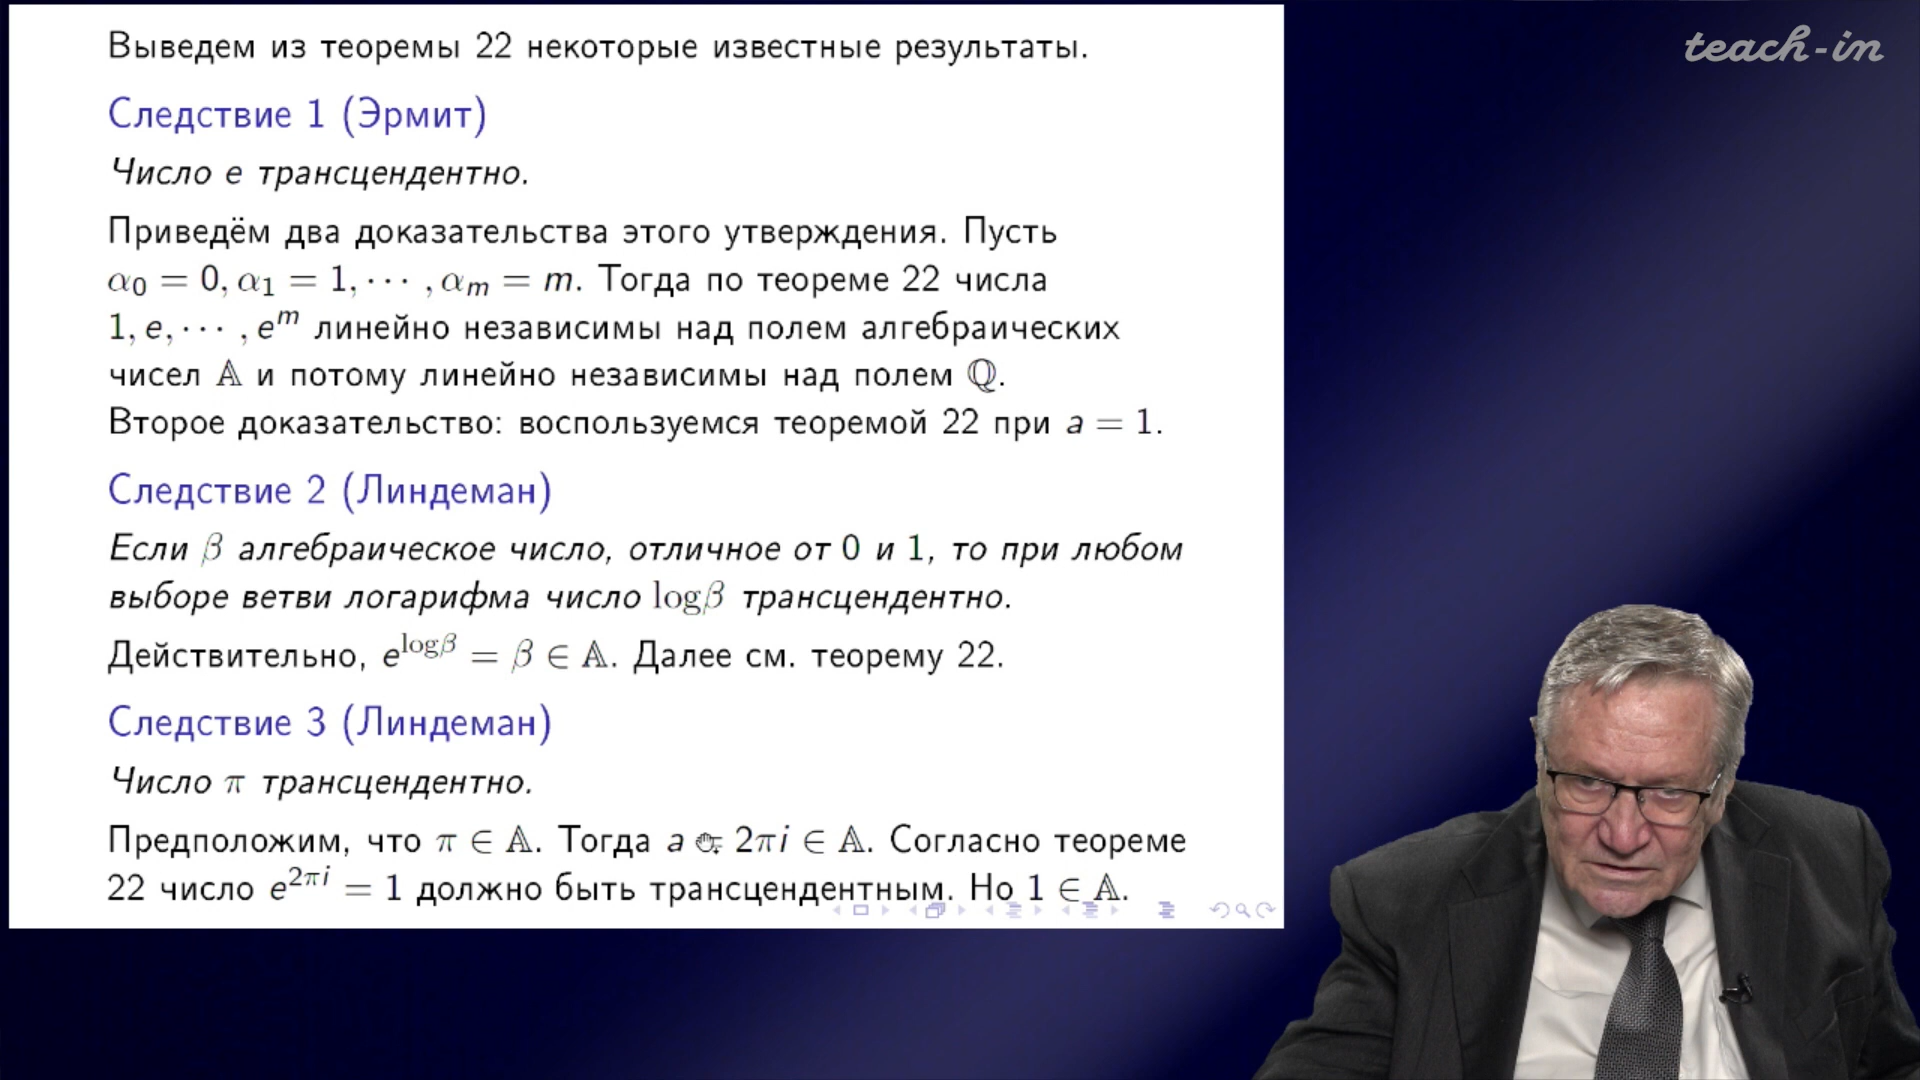 teach-in
Выведем из теоремы 22 некоторые известные результаты.
Следствие 1 (Эрмит)
Число e трансцендентно.
Приведём два доказательства этого утверждения. Пусть
α₀ = 0, α₁ = 1, ⋯ , αₘ = m. Тогда по теореме 22 числа
1, e, ⋯ , eᵐ линейно независимы над полем алгебраических
чисел 𝔸 и потому линейно независимы над полем ℚ.
Второе доказательство: воспользуемся теоремой 22 при a = 1.
Следствие 2 (Линдеман)
Если β алгебраическое число, отличное от 0 и 1, то при любом
выборе ветви логарифма число logβ трансцендентно.
Действительно, e^{logβ} = β ∈ 𝔸. Далее см. теорему 22.
Следствие 3 (Линдеман)
Число π трансцендентно.
Предположим, что π ∈ 𝔸. Тогда a = 2πi ∈ 𝔸. Согласно теореме
22 число e^{2πi} = 1 должно быть трансцендентным. Но 1 ∈ 𝔸.